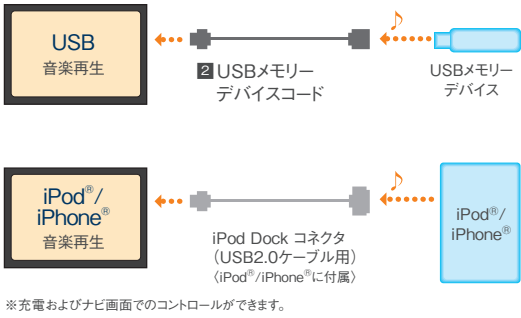 USB
音楽再生
2 USBメモリー
デバイスコード
USBメモリー
デバイス
iPod®/
iPhone®
音楽再生
iPod Dock コネクタ
（USB2.0ケーブル用）
〈iPod®/iPhone®に付属〉
iPod®/
iPhone®
※充電およびナビ画面でのコントロールができます。